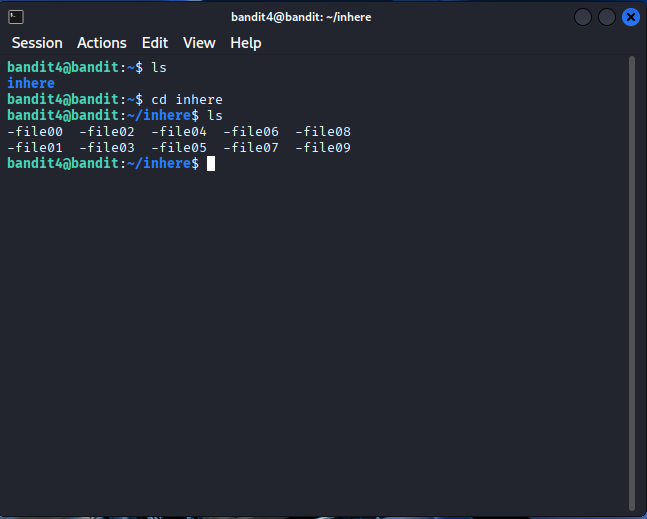 bandit4@bandit: ~/inhere
Session Actions Edit View Help
bandit4@bandit:~$ ls
inhere
bandit4@bandit:~$ cd inhere
bandit4@bandit:~/inhere$ ls
-file00  -file02  -file04  -file06  -file08
-file01  -file03  -file05  -file07  -file09
bandit4@bandit:~/inhere$